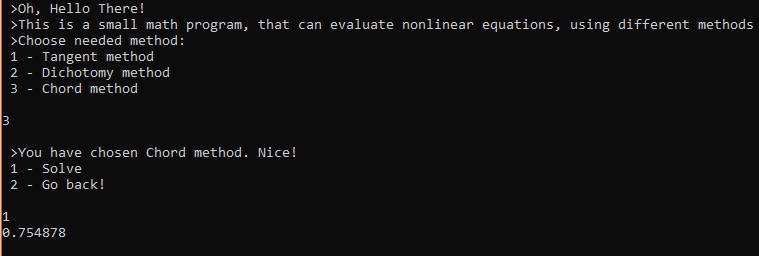 >Oh, Hello There!
>This is a small math program, that can evaluate nonlinear equations, using different methods
>Choose needed method:
1 - Tangent method
2 - Dichotomy method
3 - Chord method
3
>You have chosen Chord method. Nice!
1 - Solve
2 - Go back!
1
0.754878